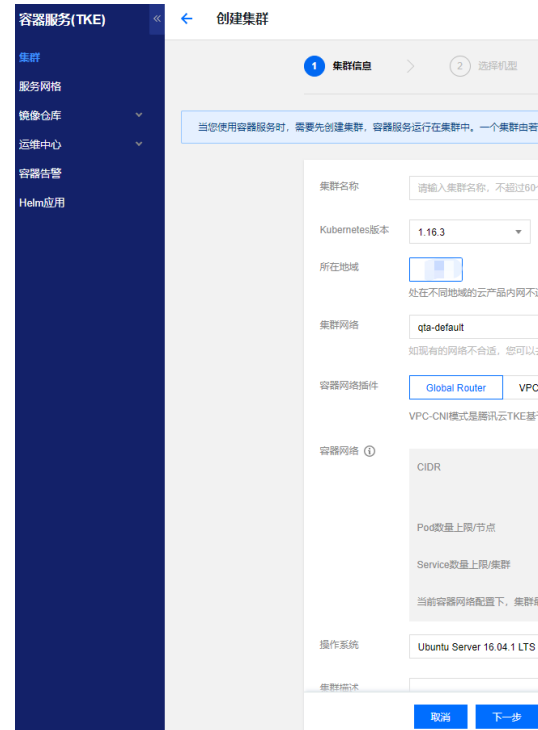 容器服务(TKE)
创建集群
集群
服务网格
镜像仓库
运维中心
容器告警
Helm应用
1 集群信息
2 选择机型
当您使用容器服务时，需要先创建集群，容器服务运行在集群中。一个集群由若
集群名称
请输入集群名称，不超过60
Kubernetes版本
1.16.3
所在地域
处在不同地域的云产品内网不
集群网络
qta-default
如现有的网络不合适，您可以
容器网络插件
Global Router
VPC
VPC-CNI模式是腾讯云TKE基
容器网络
CIDR
Pod数量上限/节点
Service数量上限/集群
当前容器网络配置下，集群
操作系统
Ubuntu Server 16.04.1 LTS
集群描述
取消
下一步